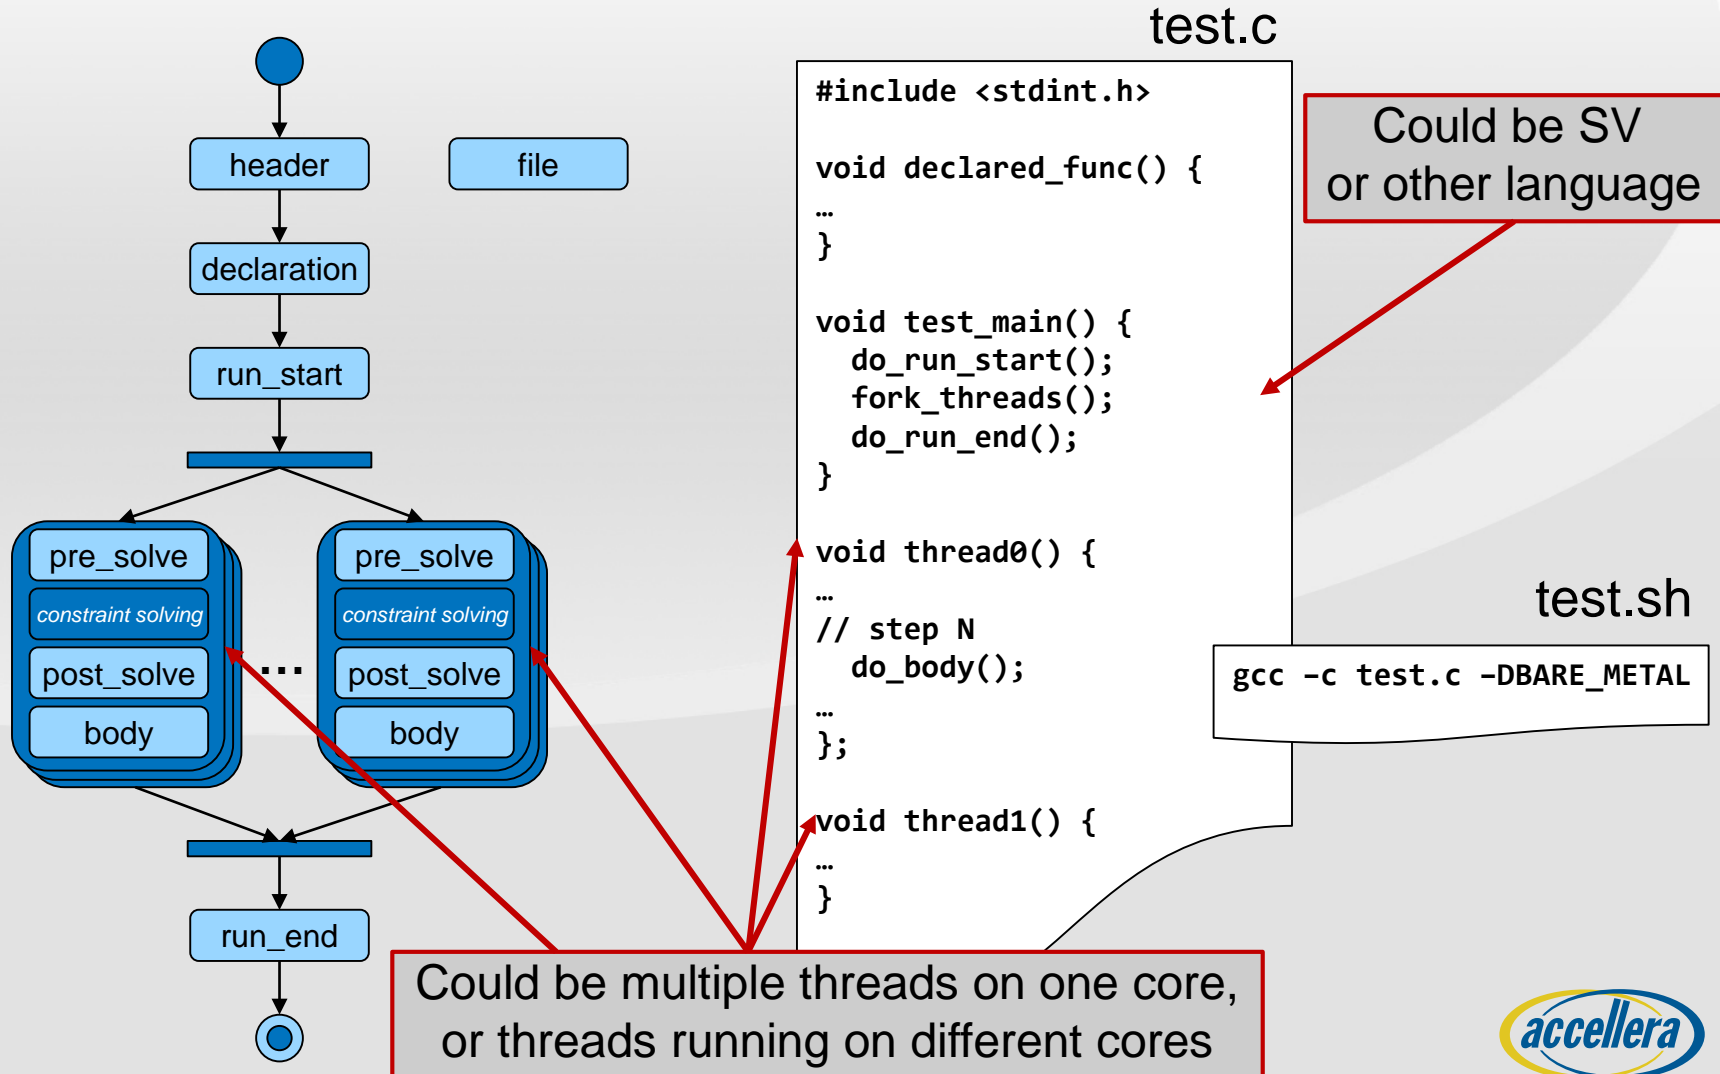 header
file
declaration
run_start
pre_solve
constraint solving
post_solve
body
...
pre_solve
constraint solving
post_solve
body
run_end
test.c
#include <stdint.h>
void declared_func() {
…
}
void test_main() {
do_run_start();
fork_threads();
do_run_end();
}
void thread0() {
…
// step N
do_body();
…
};
void thread1() {
…
}
Could be SV
or other language
test.sh
gcc –c test.c –DBARE_METAL
Could be multiple threads on one core,
or threads running on different cores
accellera